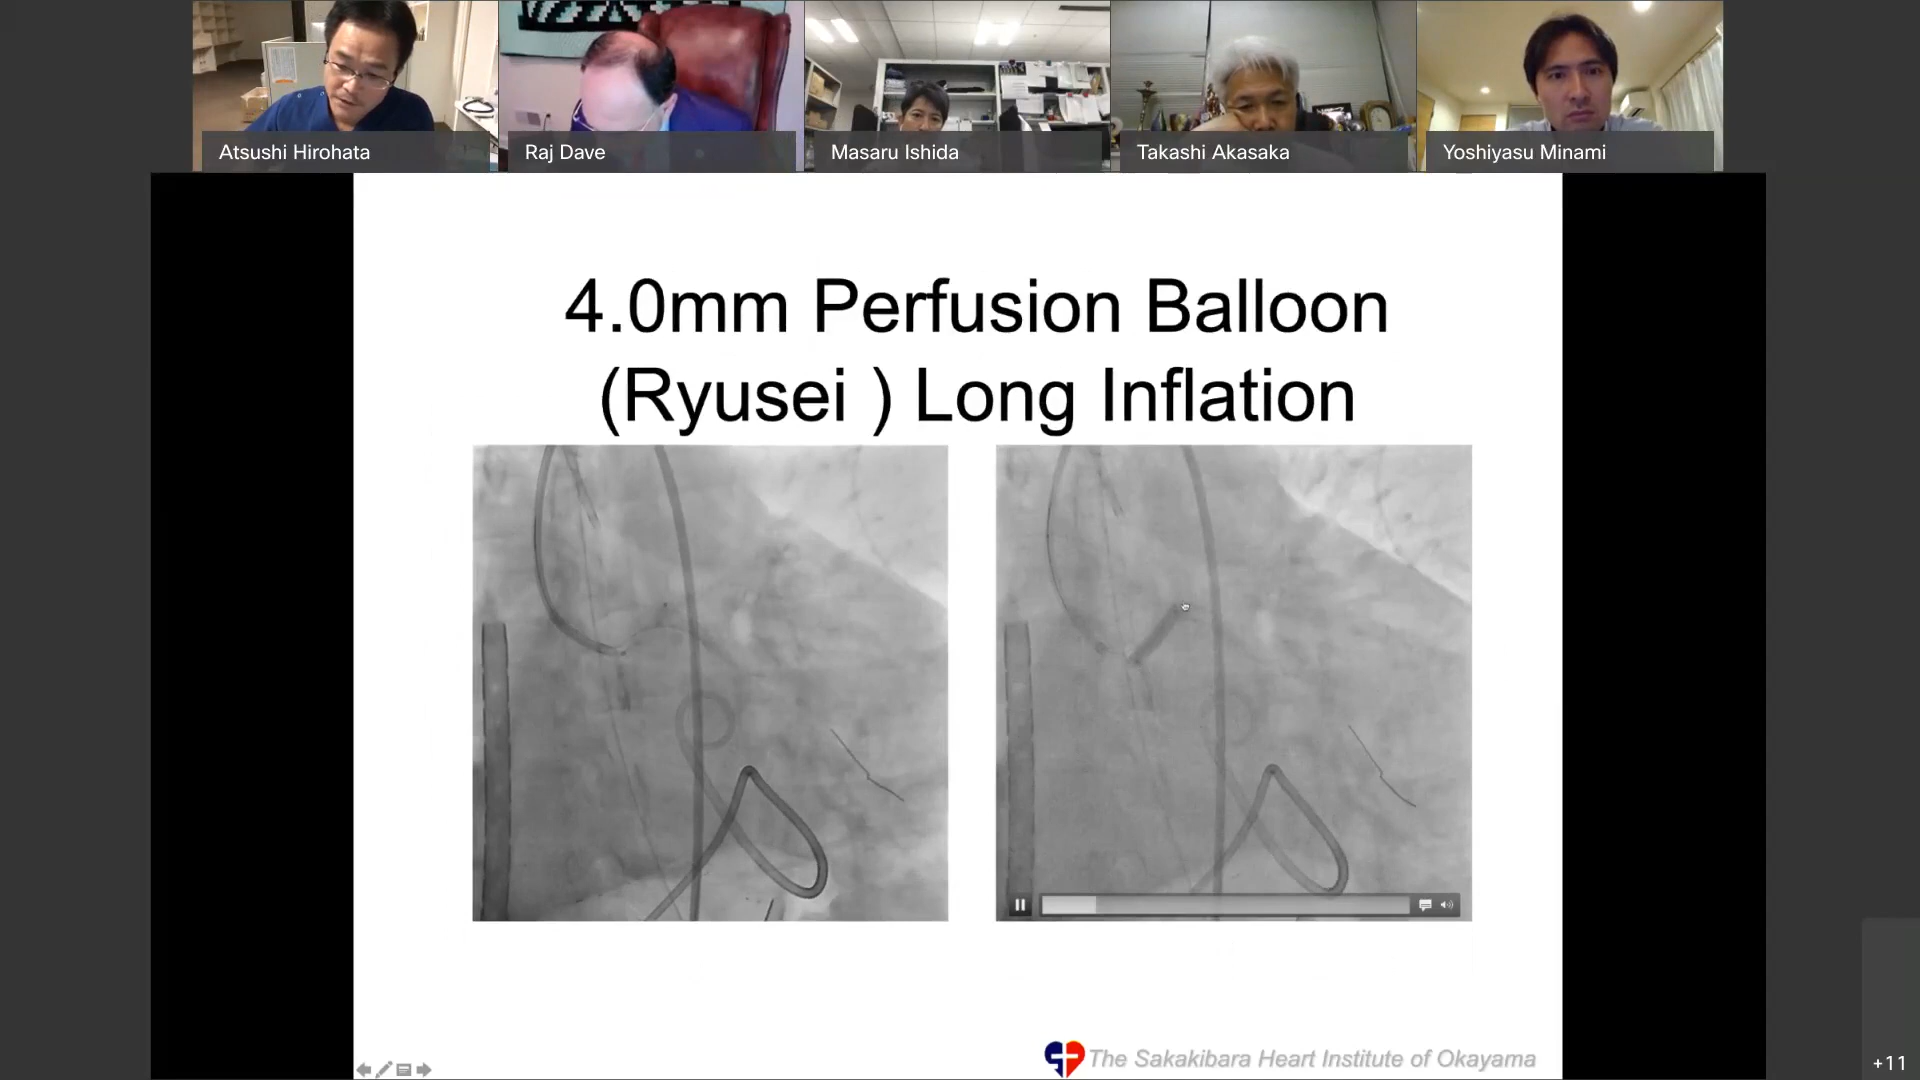 Atsushi Hirohata
Raj Dave
Masaru Ishida
Takashi Akasaka
Yoshiyasu Minami
4.0mm Perfusion Balloon
(Ryusei ) Long Inflation
The Sakakibara Heart Institute of Okayama
+11